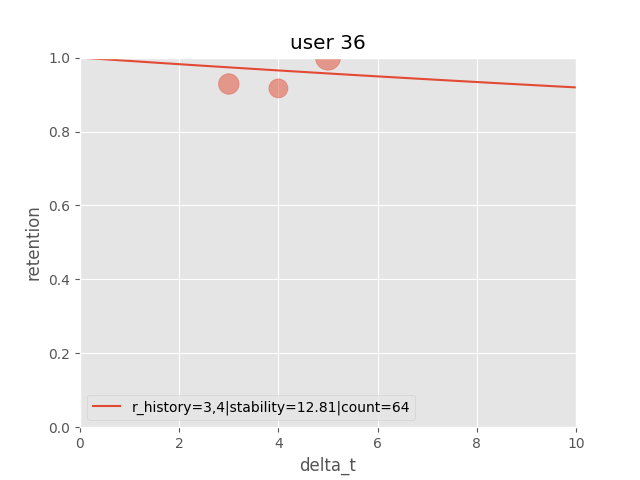 user 36
1.0
0.8
0.6
0.4
0.2
0.0
retention
r_history=3,4|stability=12.81|count=64
0 2 4 6 8 10
delta_t